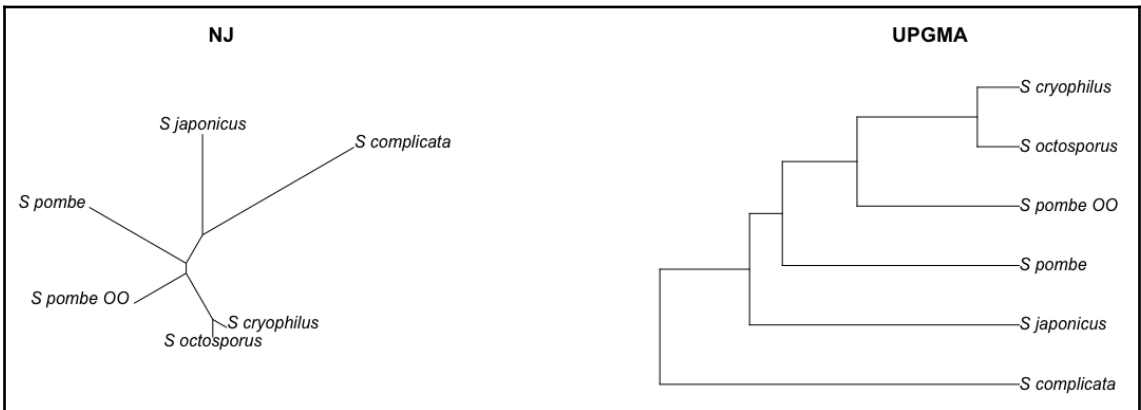 NJ
S japonicus
S complicata
S pombe
S pombe OO
S cryophilus
S octosporus
UPGMA
S cryophilus
S octosporus
S pombe OO
S pombe
S japonicus
S complicata